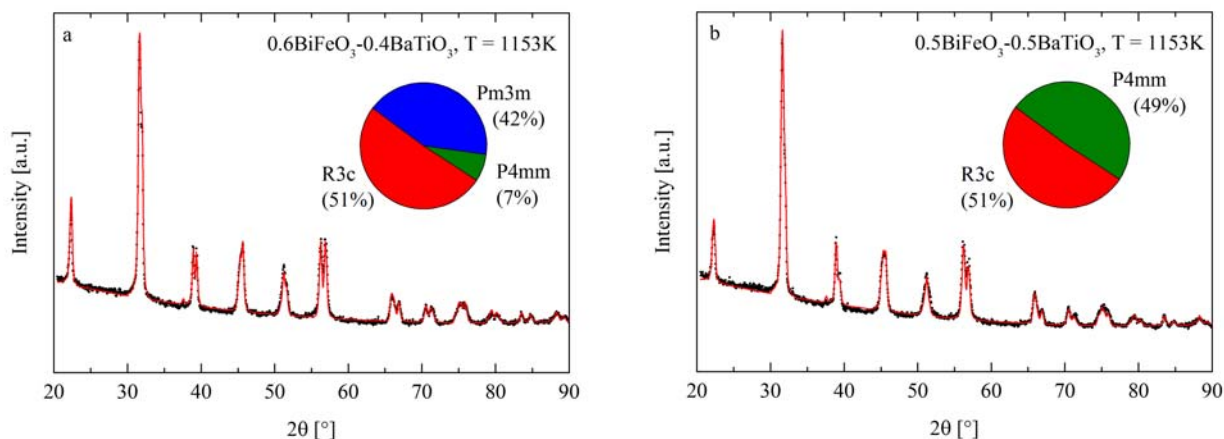 a
0.6BiFeO₃-0.4BaTiO₃, T = 1153K
Pm3m
(42%)
R3c
(51%)
P4mm
(7%)
Intensity [a.u.]
20 30 40 50 60 70 80 90
2θ [°]
b
0.5BiFeO₃-0.5BaTiO₃, T = 1153K
P4mm
(49%)
R3c
(51%)
Intensity [a.u.]
20 30 40 50 60 70 80 90
2θ [°]